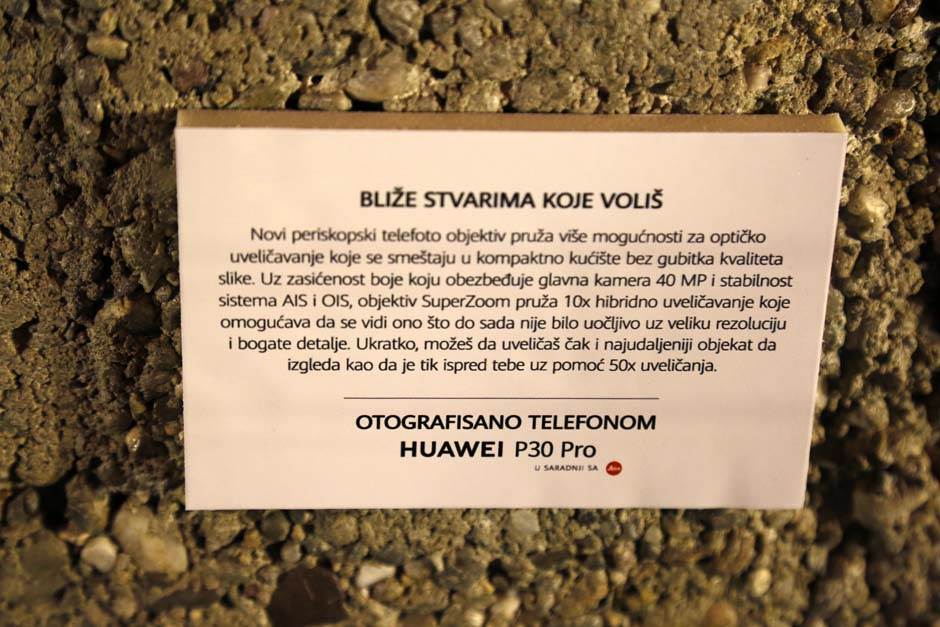 BLIŽE STVARIMA KOJE VOLIŠ
Novi periskopski telefoto objektiv pruža više mogućnosti za optičko
uveličavanje koje se smeštaju u kompaktno kućište bez gubitka kvaliteta
slike. Uz zasićenost boje koju obezbeđuje glavna kamera 40 MP i stabilnost
sistema AIS i OIS, objektiv SuperZoom pruža 10x hibridno uveličavanje koje
omogućava da se vidi ono što do sada nije bilo uočljivo uz veliku rezoluciju
i bogate detalje. Ukratko, možeš da uveličaš čak i najudaljeniji objekat da
izgleda kao da je tik ispred tebe uz pomoć 50x uveličanja.
OTOGRAFISANO TELEFONOM
HUAWEI P30 Pro
U SARADNJI SA Leica